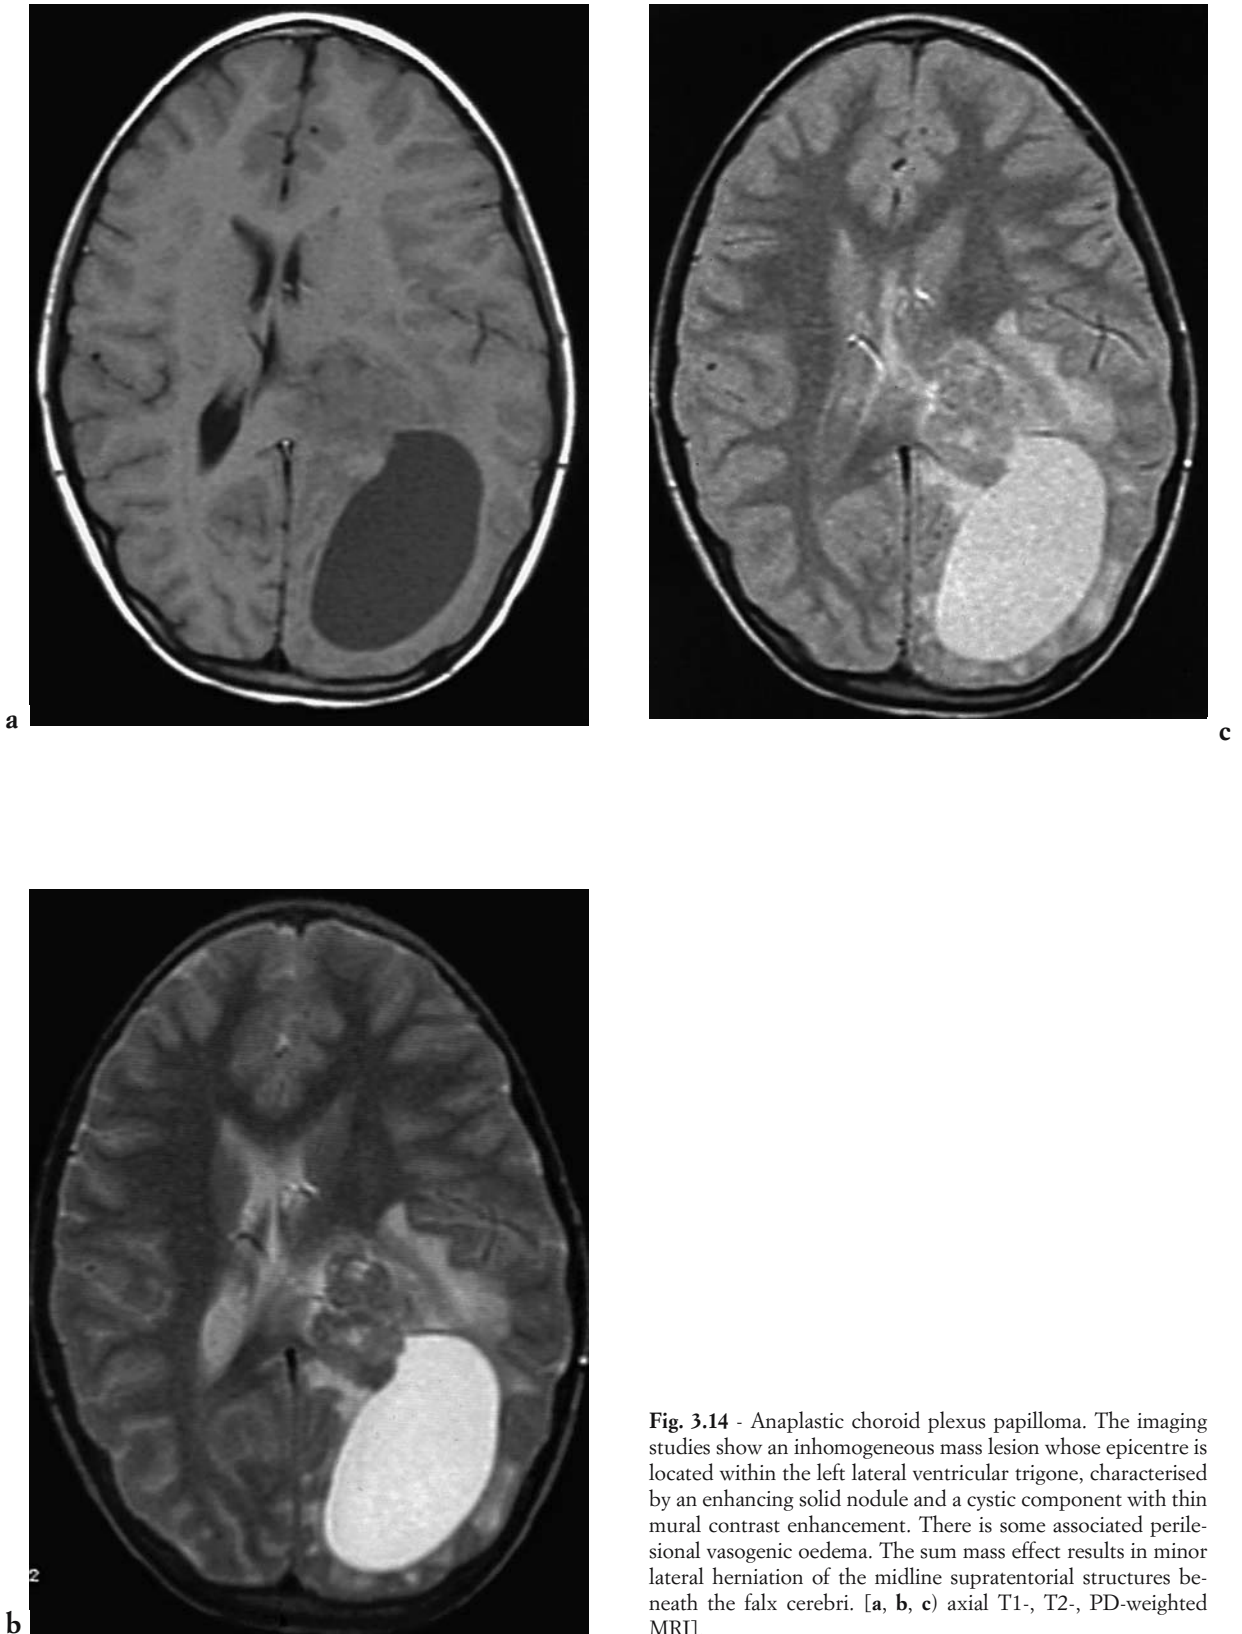 a
c
2
b
Fig. 3.14 - Anaplastic choroid plexus papilloma. The imaging
studies show an inhomogeneous mass lesion whose epicentre is
located within the left lateral ventricular trigone, characterised
by an enhancing solid nodule and a cystic component with thin
mural contrast enhancement. There is some associated perile-
sional vasogenic oedema. The sum mass effect results in minor
lateral herniation of the midline supratentorial structures be-
neath the falx cerebri. [a, b, c) axial T1-, T2-, PD-weighted
MRI]